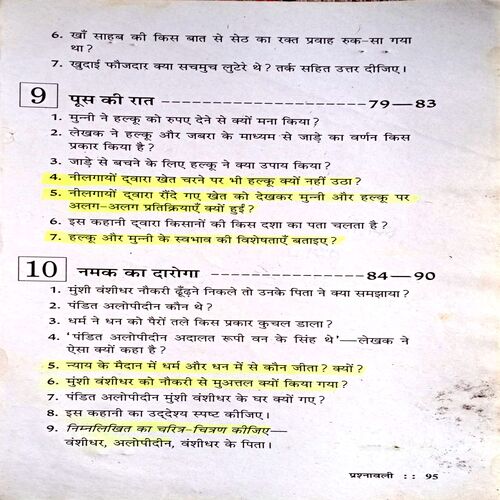 6. खाँ साहब की किस बात से सेठ का रक्त प्रवाह रुक-सा गया
था?
7. खुदाई फौजदार क्या सचमुच लुटेरे थे? तर्क सहित उत्तर दीजिए।
9 पूस की रात ------------------------ 79—83
1. मुन्नी ने हल्कू को रुपए देने से क्यों मना किया?
2. लेखक ने हल्कू और जबरा के माध्यम से जाड़े का वर्णन किस
प्रकार किया है?
3. जाड़े से बचने के लिए हल्कू ने क्या उपाय किया?
4. नीलगायों द्वारा खेत चरने पर भी हल्कू क्यों नहीं उठा?
5. नीलगायों द्वारा रौंदे गए खेत को देखकर मुन्नी और हल्कू पर
अलग-अलग प्रतिक्रियाएँ क्यों हुईं?
6. इस कहानी द्वारा किसानों की किस दशा का पता चलता है?
7. हल्कू और मुन्नी के स्वभाव की विशेषताएँ बताइए?
10 नमक का दारोगा ------------------ 84—90
1. मुंशी वंशीधर नौकरी ढूँढ़ने निकले तो उनके पिता ने क्या समझाया?
2. पंडित अलोपीदीन कौन थे?
3. धर्म ने धन को पैरों तले किस प्रकार कुचल डाला?
4. 'पंडित अलोपीदीन अदालत रूपी वन के सिंह थे'—लेखक ने
ऐसा क्यों कहा है?
5. न्याय के मैदान में धर्म और धन में से कौन जीता? क्यों?
6. मुंशी वंशीधर को नौकरी से मुअत्तल क्यों किया गया?
7. पंडित अलोपीदीन मुंशी वंशीधर के घर क्यों गए?
8. इस कहानी का उद्देश्य स्पष्ट कीजिए।
9. निम्नलिखित का चरित्र-चित्रण कीजिए—
वंशीधर, अलोपीदीन, वंशीधर के पिता।
प्रश्नावली :: 95